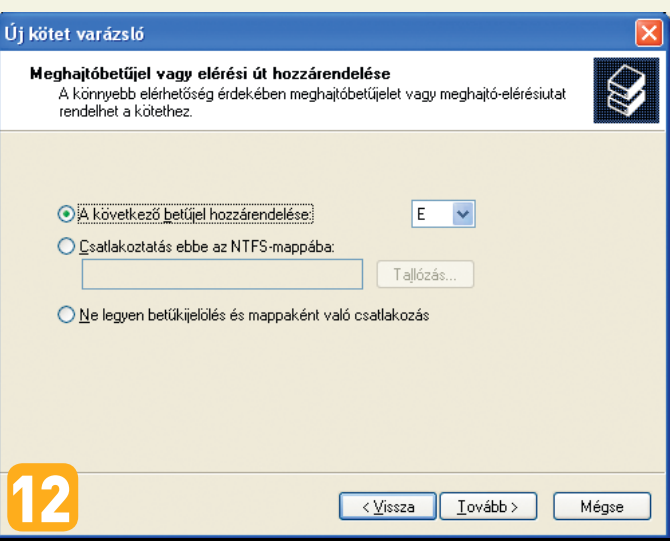 Új kötet varázsló
Meghajtóbetűjel vagy elérési út hozzárendelése
A könnyebb elérhetőség érdekében meghajtóbetűjelet vagy meghajtó-elérésiutat
rendelhet a kötethez.
A következő betűjel hozzárendelése: E
Csatlakoztatás ebbe az NTFS-mappába:
Tallózás...
Ne legyen betűkijelölés és mappaként való csatlakozás
12
< Vissza Tovább > Mégse